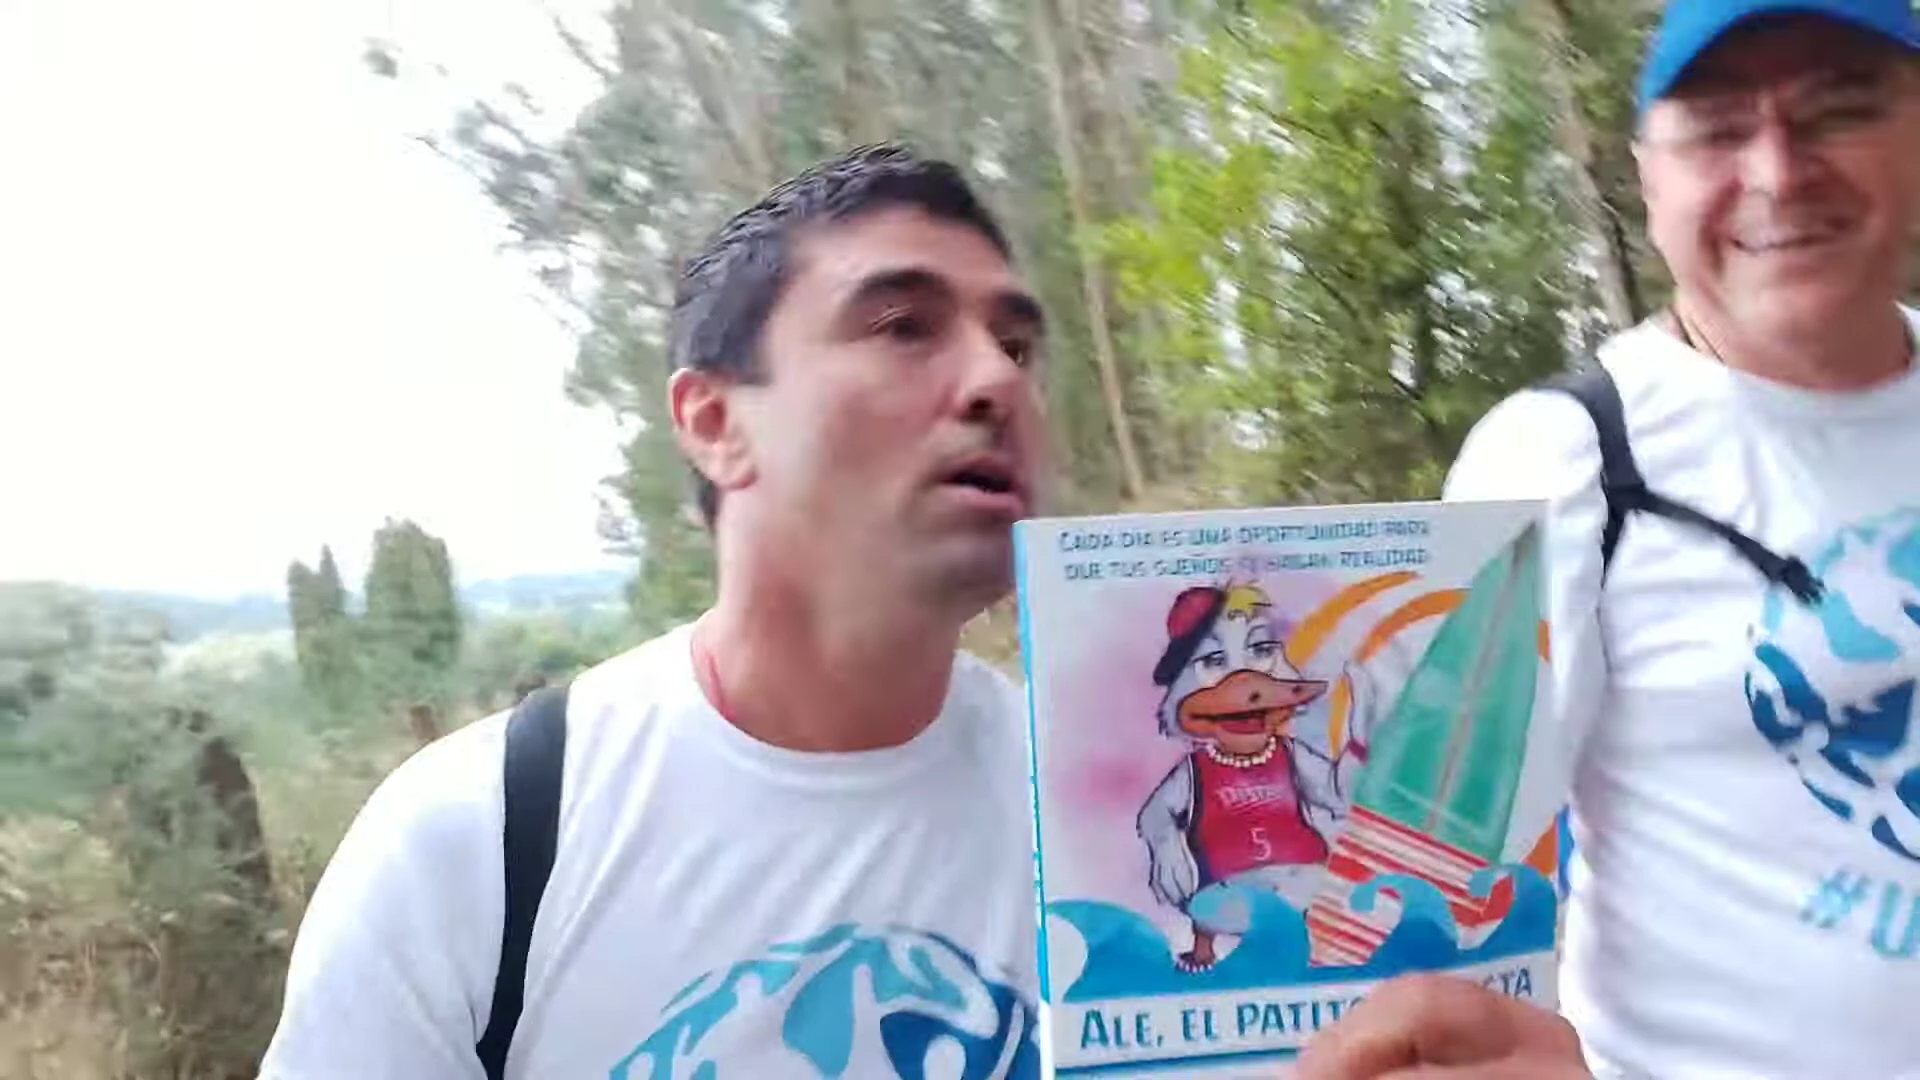 CADA DIA ES UNA OPORTUNIDAD PARA
QUE TUS SUEÑOS SE HAGAN REALIDAD
5
ALE, EL PATITO
#U